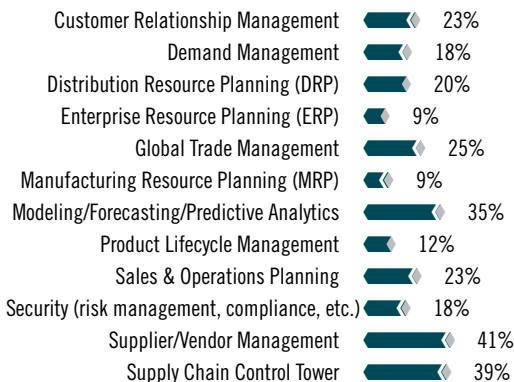 Customer Relationship Management 23%
Demand Management 18%
Distribution Resource Planning (DRP) 20%
Enterprise Resource Planning (ERP) 9%
Global Trade Management 25%
Manufacturing Resource Planning (MRP) 9%
Modeling/Forecasting/Predictive Analytics 35%
Product Lifecycle Management 12%
Sales & Operations Planning 23%
Security (risk management, compliance, etc.) 18%
Supplier/Vendor Management 41%
Supply Chain Control Tower 39%